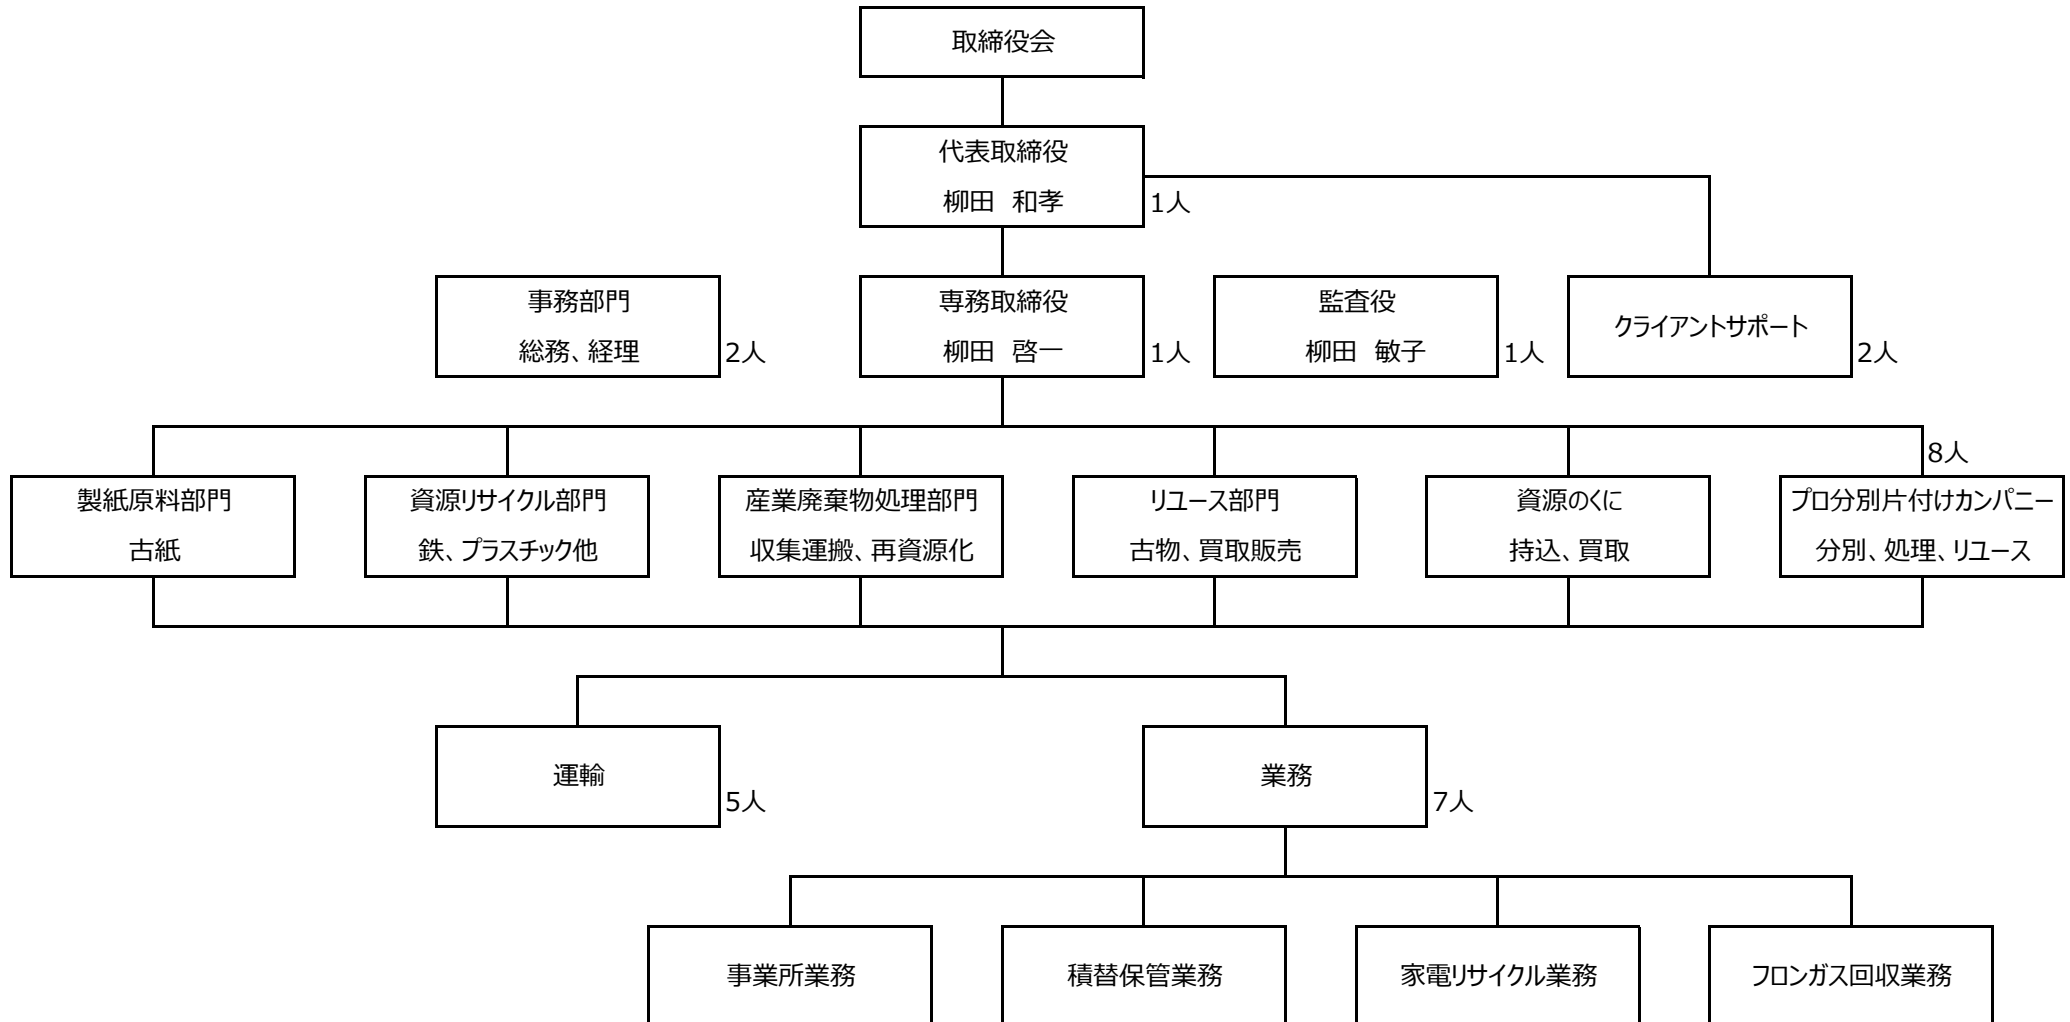 取締役会
代表取締役
柳田　和孝
1人
事務部門
総務、経理
2人
専務取締役
柳田　啓一
1人
監査役
柳田　敏子
1人
クライアントサポート
2人
8人
製紙原料部門
古紙
資源リサイクル部門
鉄、プラスチック他
産業廃棄物処理部門
収集運搬、再資源化
リユース部門
古物、買取販売
資源のくに
持込、買取
プロ分別片付けカンパニー
分別、処理、リユース
運輸
5人
業務
7人
事業所業務
積替保管業務
家電リサイクル業務
フロンガス回収業務